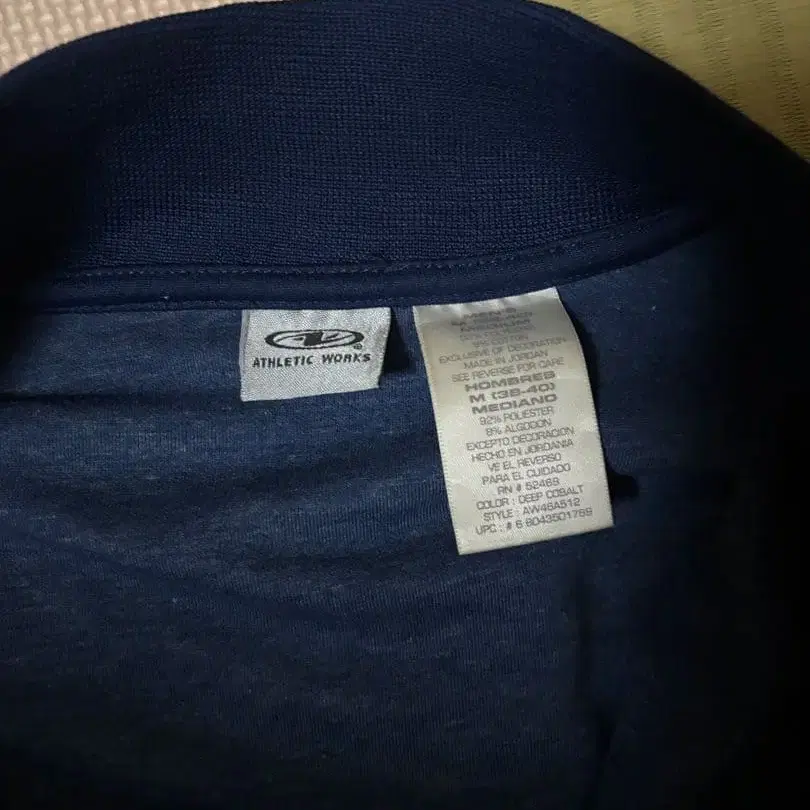 ATHLETIC WORKS
MEN'S
MEDIUM
COTTON
EXCLUSIVE OF DECORATION
MADE IN JORDAN
SEE REVERSE FOR CARE
HOMBRES
M (38-40)
MEDIANO
92% POLIESTER
8% ALGODON
EXCEPTO DECORACION
HECHO EN JORDANIA
VE EL REVERSO
PARA EL CUIDADO
RN # 52469
COLOR : DEEP COBALT
STYLE : AW46A512
UPC : # 6 8043501789